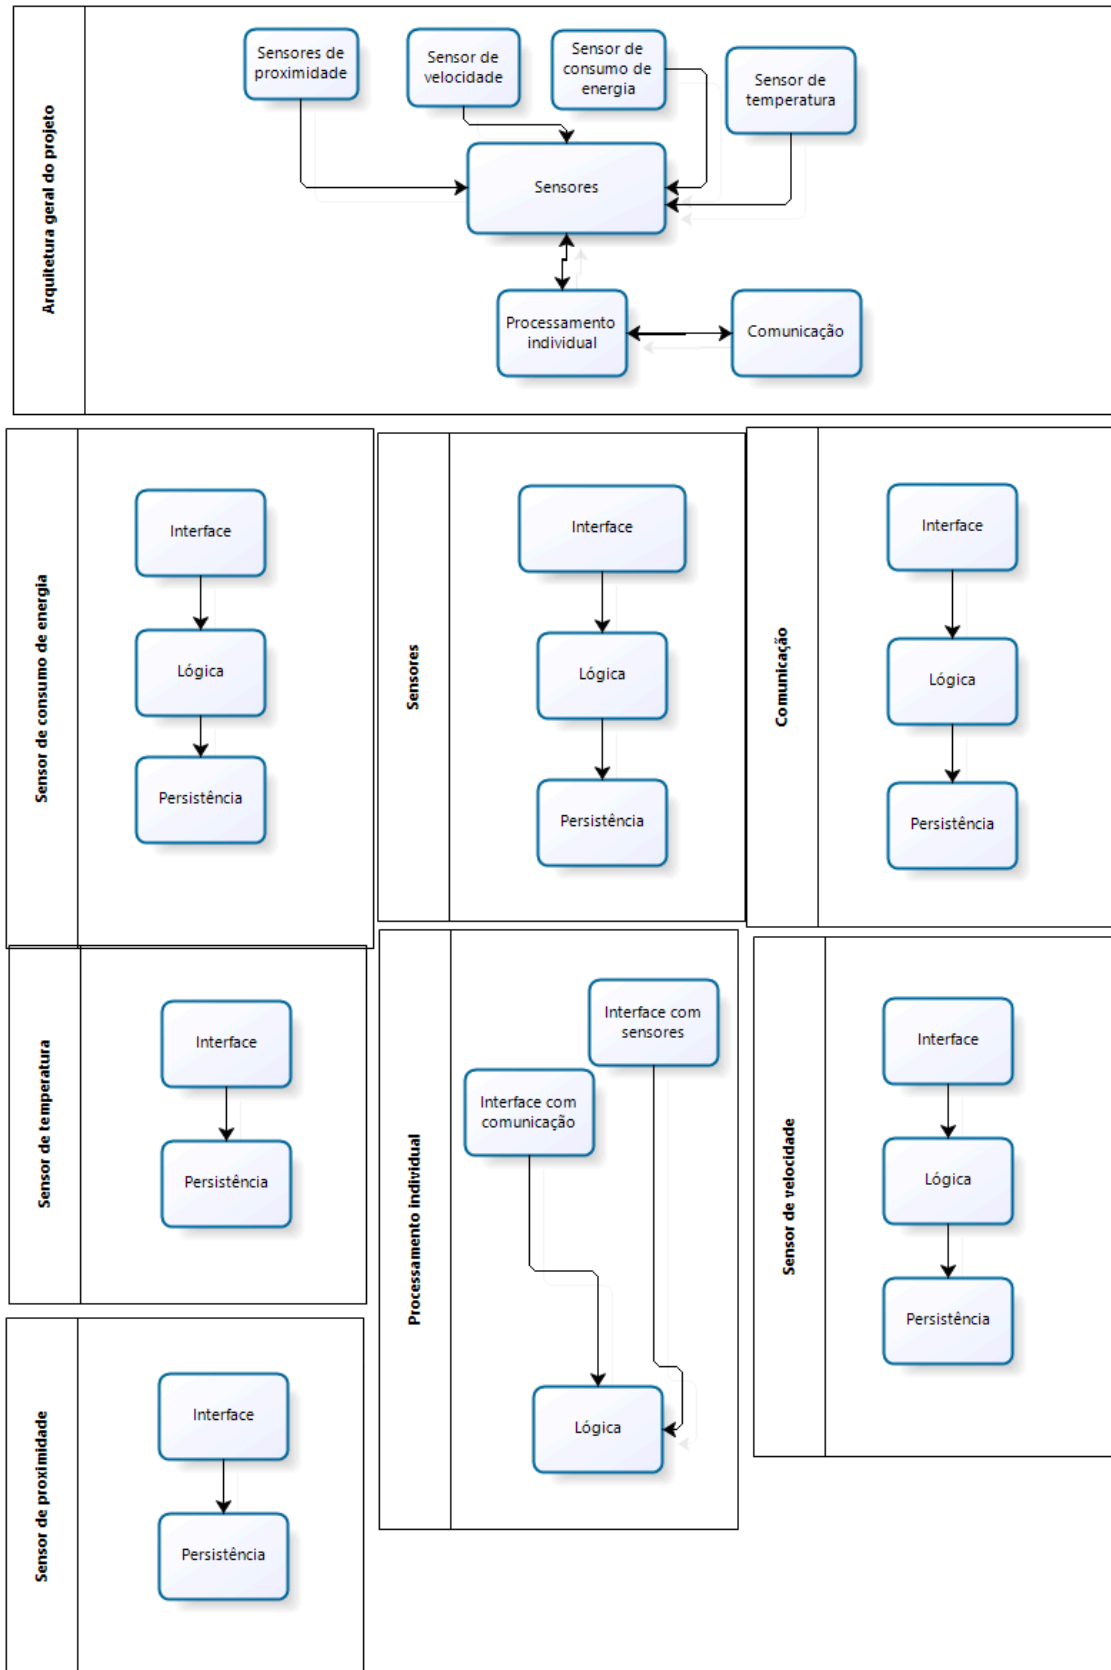 Arquitetura geral do projeto
Sensores de
proximidade
Sensor de
velocidade
Sensor de
consumo de
energia
Sensor de
temperatura
Sensores
Processamento
individual
Comunicação
Sensor de consumo de energia
Interface
Lógica
Persistência
Sensores
Interface
Lógica
Persistência
Comunicação
Interface
Lógica
Persistência
Sensor de temperatura
Interface
Persistência
Processamento individual
Interface com
sensores
Interface com
comunicação
Lógica
Sensor de velocidade
Interface
Lógica
Persistência
Sensor de proximidade
Interface
Persistência